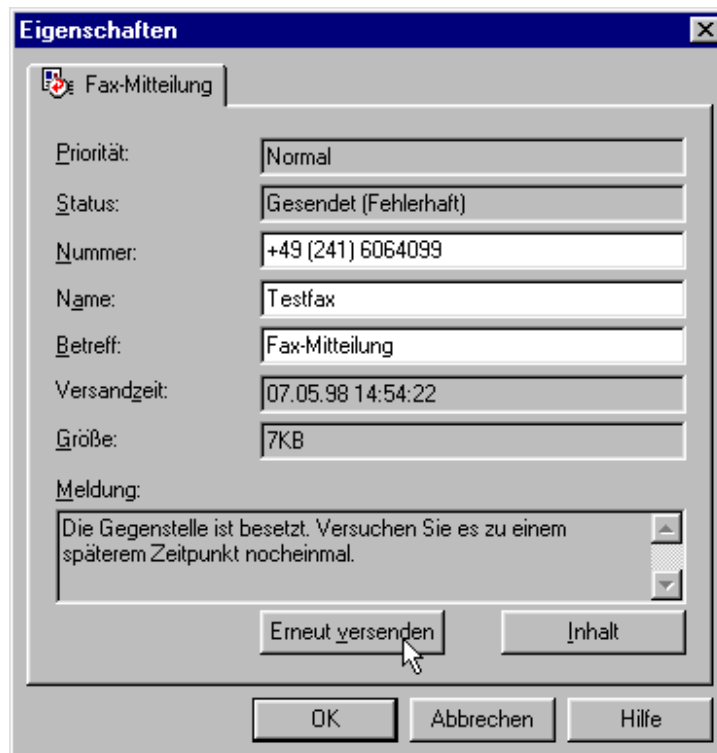 Eigenschaften
Fax-Mitteilung
Priorität: Normal
Status: Gesendet (Fehlerhaft)
Nummer: +49 (241) 6064099
Name: Testfax
Betreff: Fax-Mitteilung
Versandzeit: 07.05.98 14:54:22
Größe: 7KB
Meldung:
Die Gegenstelle ist besetzt. Versuchen Sie es zu einem
späterem Zeitpunkt nocheinmal.
Erneut versenden Inhalt
OK Abbrechen Hilfe